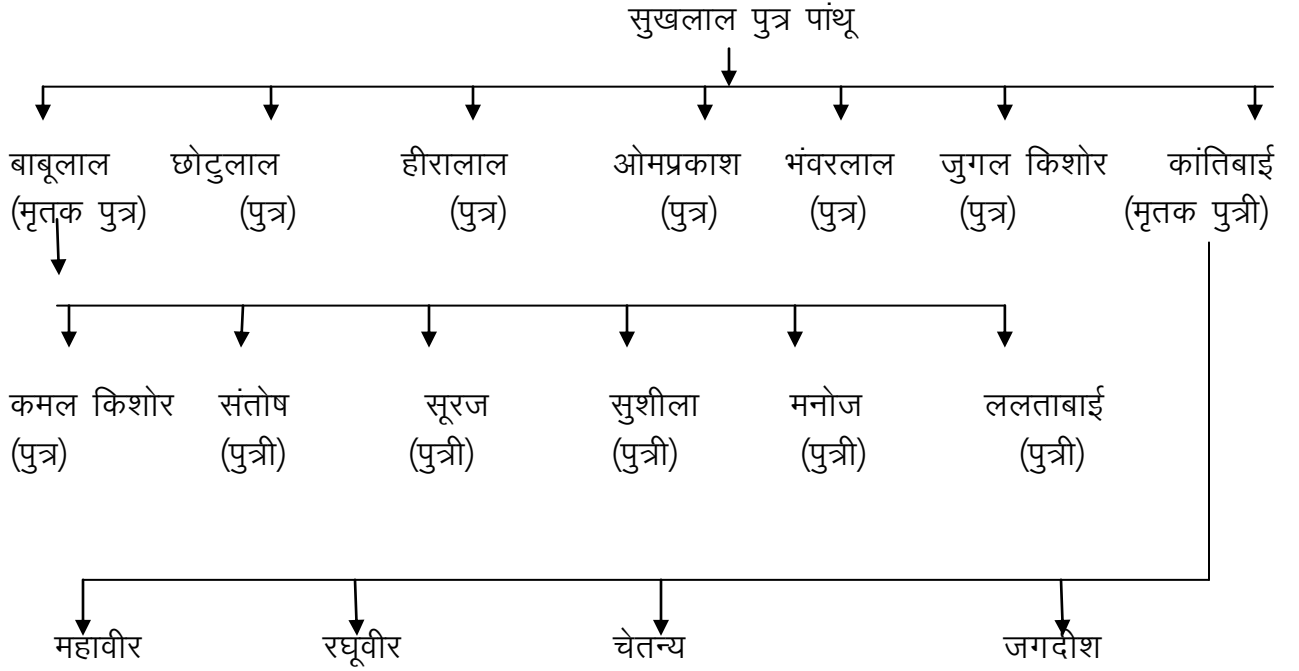 सुखलाल पुत्र पांथू
बाबूलाल छोटुलाल हीरालाल ओमप्रकाश भंवरलाल जुगल किशोर कांतिबाई
(मृतक पुत्र) (पुत्र) (पुत्र) (पुत्र) (पुत्र) (पुत्र) (मृतक पुत्री)
कमल किशोर संतोष सूरज सुशीला मनोज ललताबाई
(पुत्र) (पुत्री) (पुत्री) (पुत्री) (पुत्री) (पुत्री)
महावीर रघूवीर चेतन्य जगदीश